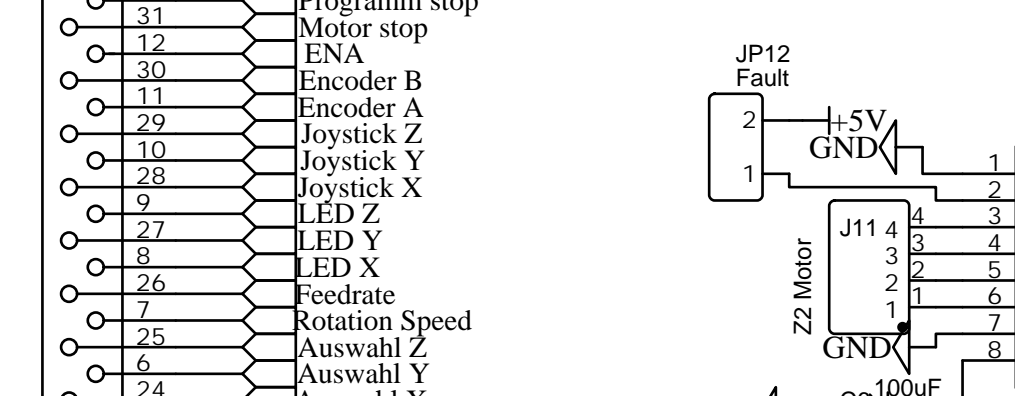 Programm stop
31 Motor stop
12 ENA
30 Encoder B
11 Encoder A
29 Joystick Z
10 Joystick Y
28 Joystick X
9 LED Z
27 LED Y
8 LED X
26 Feedrate
7 Rotation Speed
25 Auswahl Z
6 Auswahl Y
24
JP12
Fault
2 +5V
GND 1
1 2
J11 4 4 3
3 3 4
2 2 5
1 1 6
Z2 Motor
7
GND 8
100uF